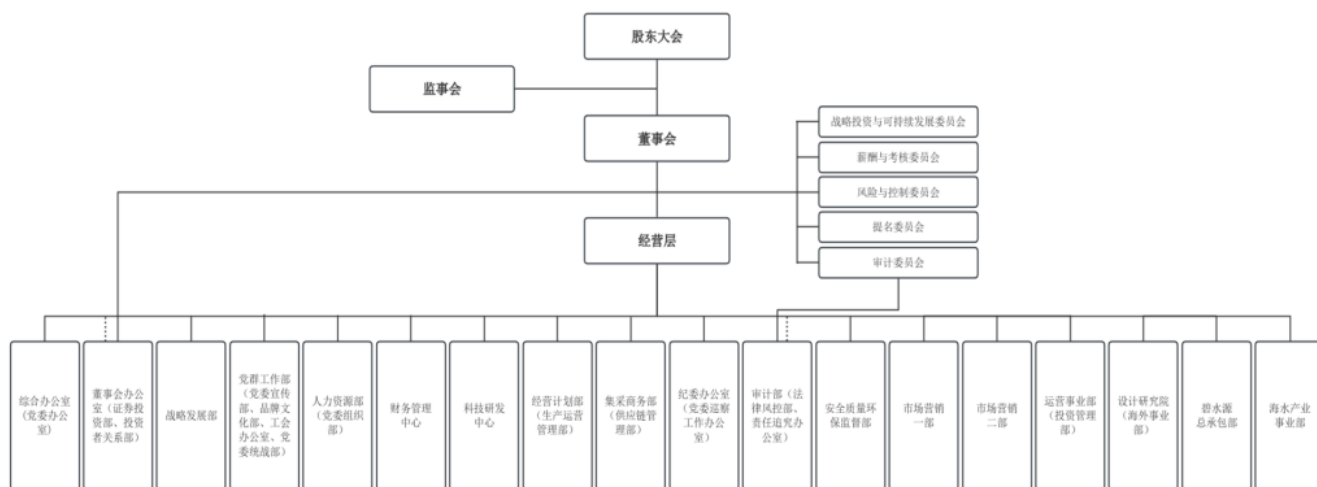 股东大会
监事会
董事会
战略投资与可持续发展委员会
薪酬与考核委员会
风险与控制委员会
提名委员会
审计委员会
经营层
综合办公室
(党委办公
室)
董事会办公
室（证券投
资部、投资
者关系部）
战略发展部
党群工作部
（党委宣传
部、品牌文
化部、工会
办公室、党
委统战部）
人力资源部
（党委组织
部）
财务管理
中心
科技研发
中心
经营计划部
（生产运营
管理部）
集采商务部
（供应链管
理部）
纪委办公室
（党委巡察
工作办公
室）
审计部（法
律风控部、
责任追究办
公室）
安全质量环
保监督部
市场营销
一部
市场营销
二部
运营事业部
（投资管理
部）
设计研究院
（海外事业
部）
碧水源
总承包部
海水产业
事业部